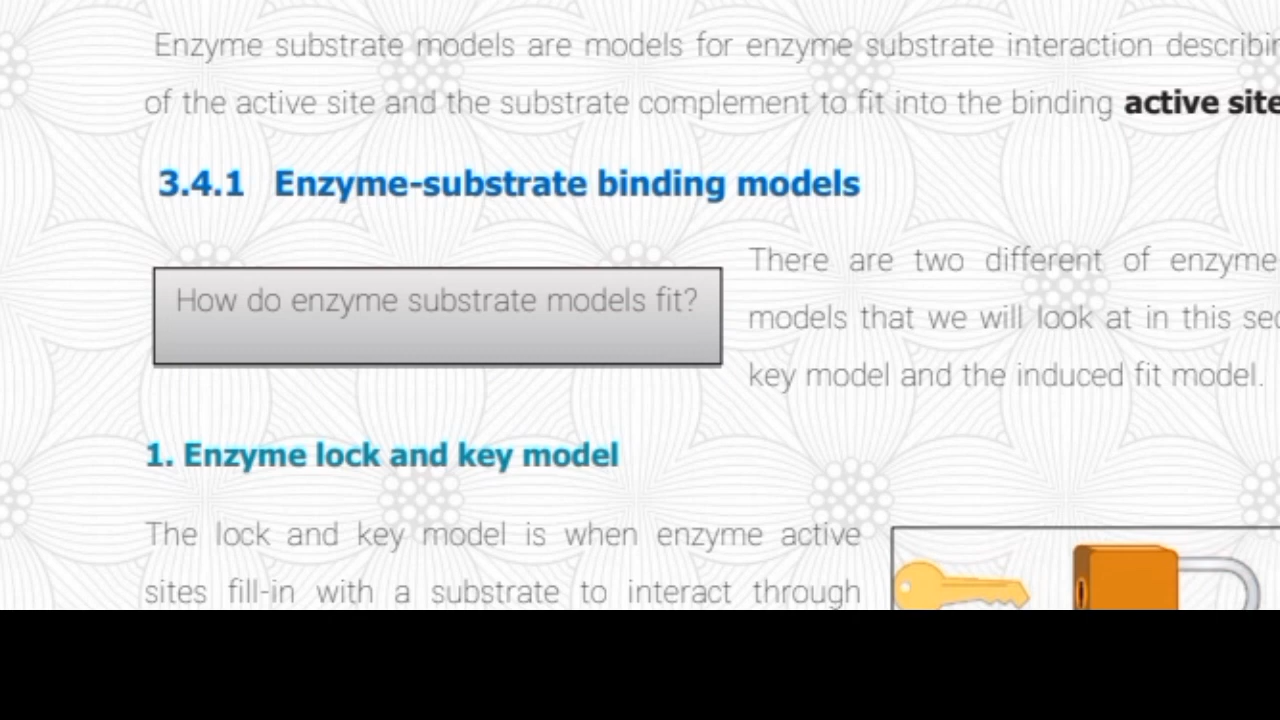 Enzyme substrate models are models for enzyme substrate interaction
of the active site and the substrate complement to fit into the binding active site
3.4.1 Enzyme-substrate binding models
How do enzyme substrate models fit?
There are two different of enzyme
models that we will look at in this
key model and the induced fit model.
1. Enzyme lock and key model
The lock and key model is when enzyme active
sites fill-in with a substrate to interact through